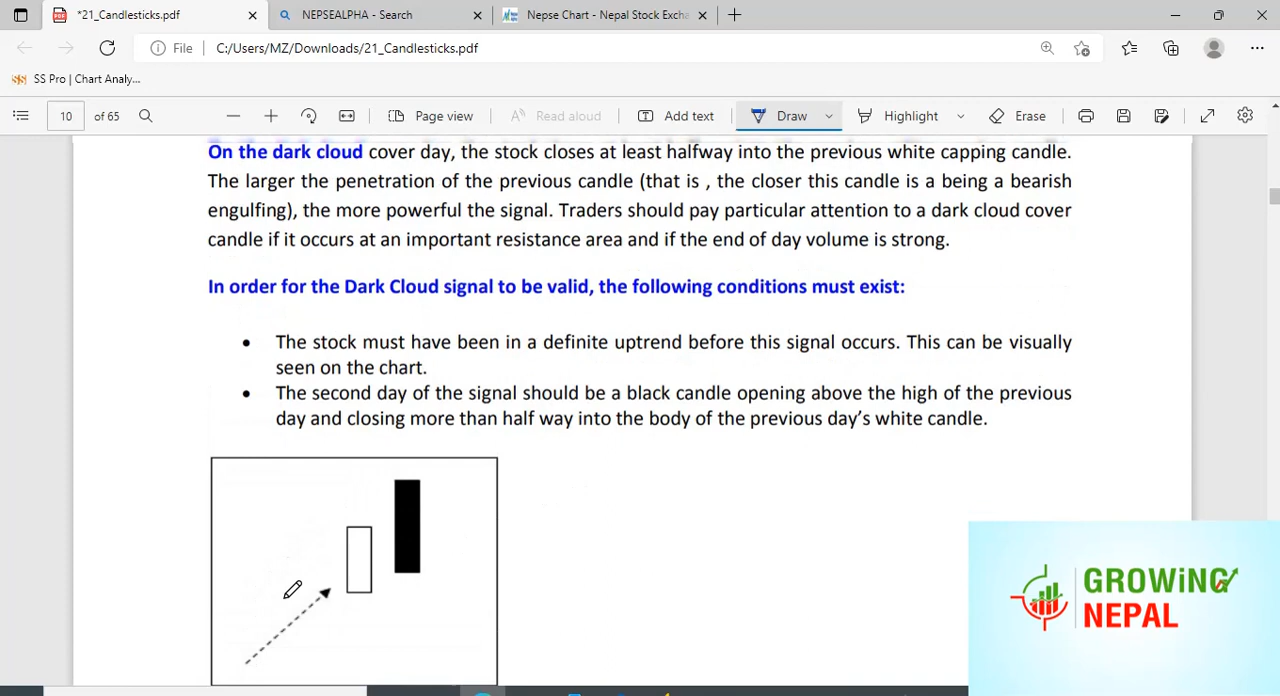 *21_Candlesticks.pdf
NEPSEALPHA - Search
Nepse Chart - Nepal Stock Excha
File
C:/Users/MZ/Downloads/21_Candlesticks.pdf
SS Pro | Chart Analy...
10 of 65
Page view
Read aloud
Add text
Draw
Highlight
Erase
On the dark cloud cover day, the stock closes at least halfway into the previous white capping candle.
The larger the penetration of the previous candle (that is , the closer this candle is a being a bearish
engulfing), the more powerful the signal. Traders should pay particular attention to a dark cloud cover
candle if it occurs at an important resistance area and if the end of day volume is strong.
In order for the Dark Cloud signal to be valid, the following conditions must exist:
• The stock must have been in a definite uptrend before this signal occurs. This can be visually
seen on the chart.
• The second day of the signal should be a black candle opening above the high of the previous
day and closing more than half way into the body of the previous day's white candle.
GROWiNG
NEPAL